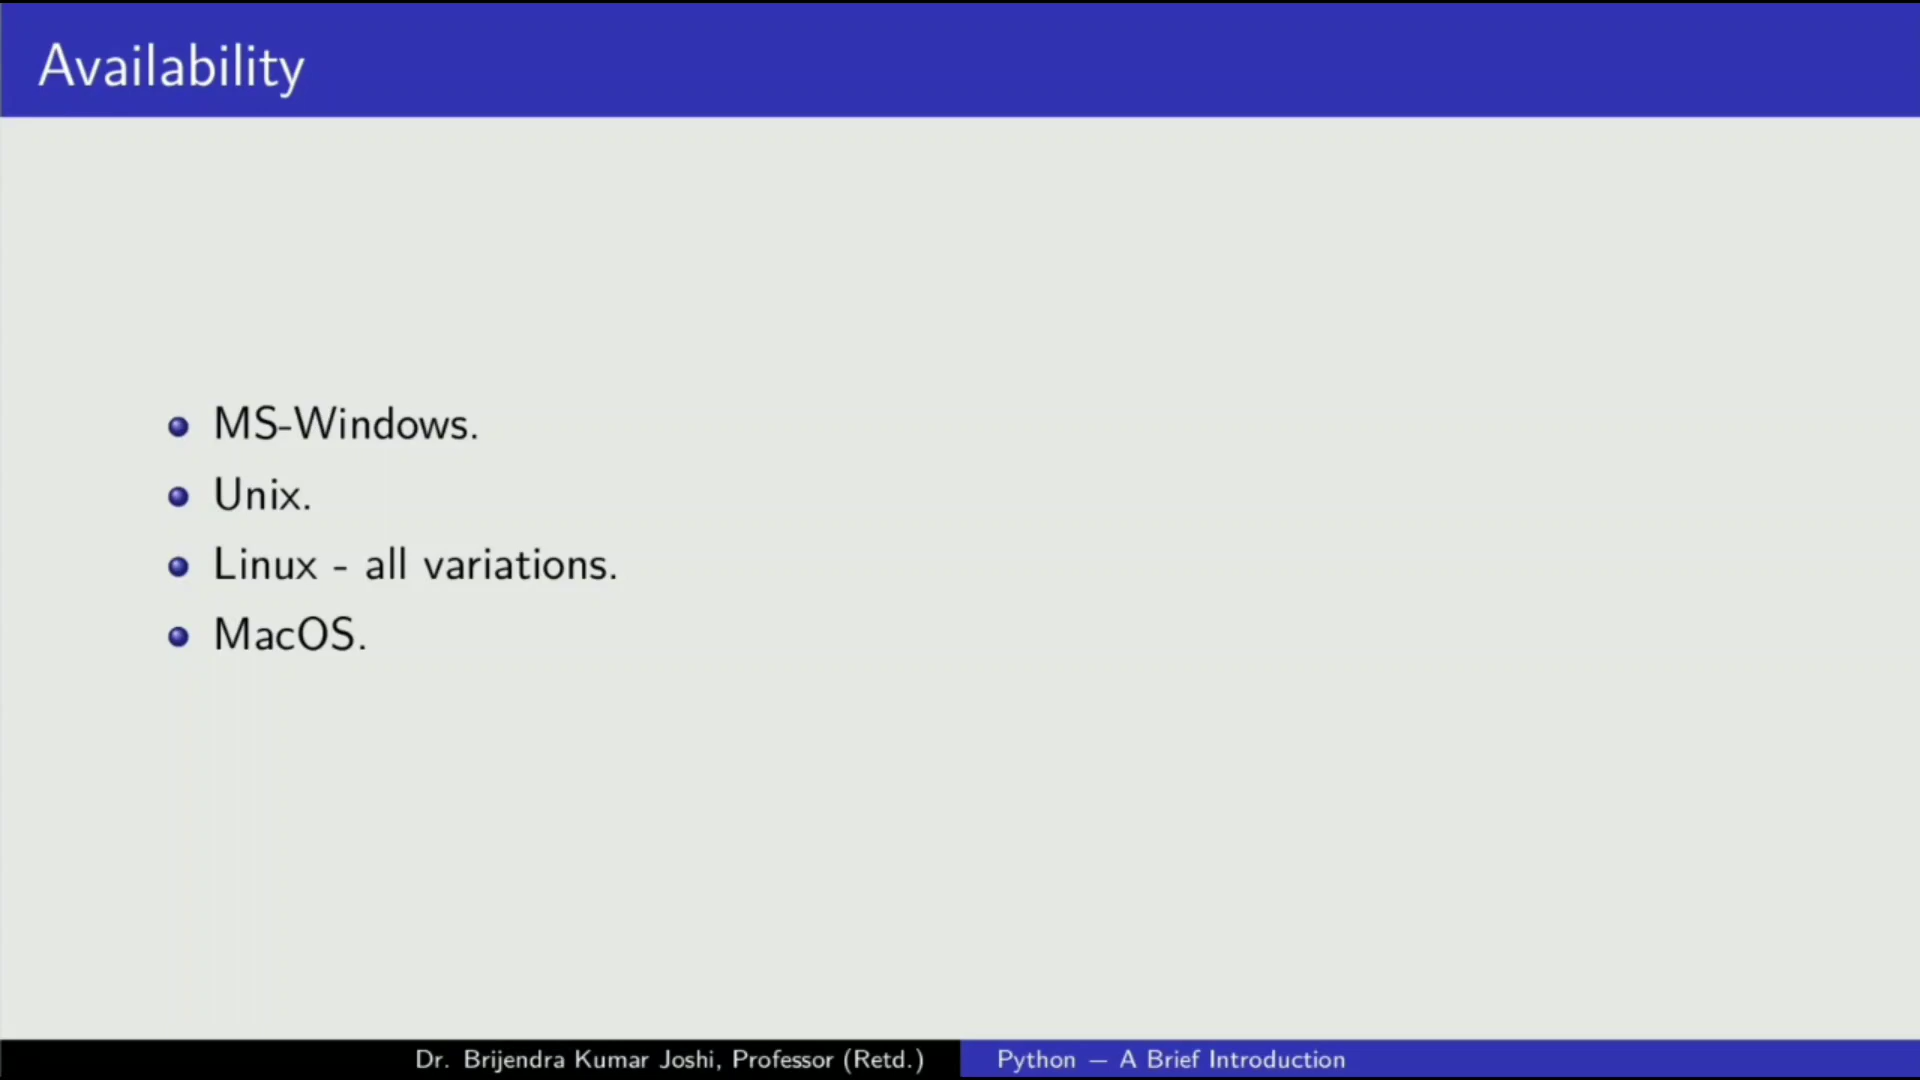 Availability
MS-Windows.
Unix.
Linux - all variations.
MacOS.
Dr. Brijendra Kumar Joshi, Professor (Retd.)
Python — A Brief Introduction